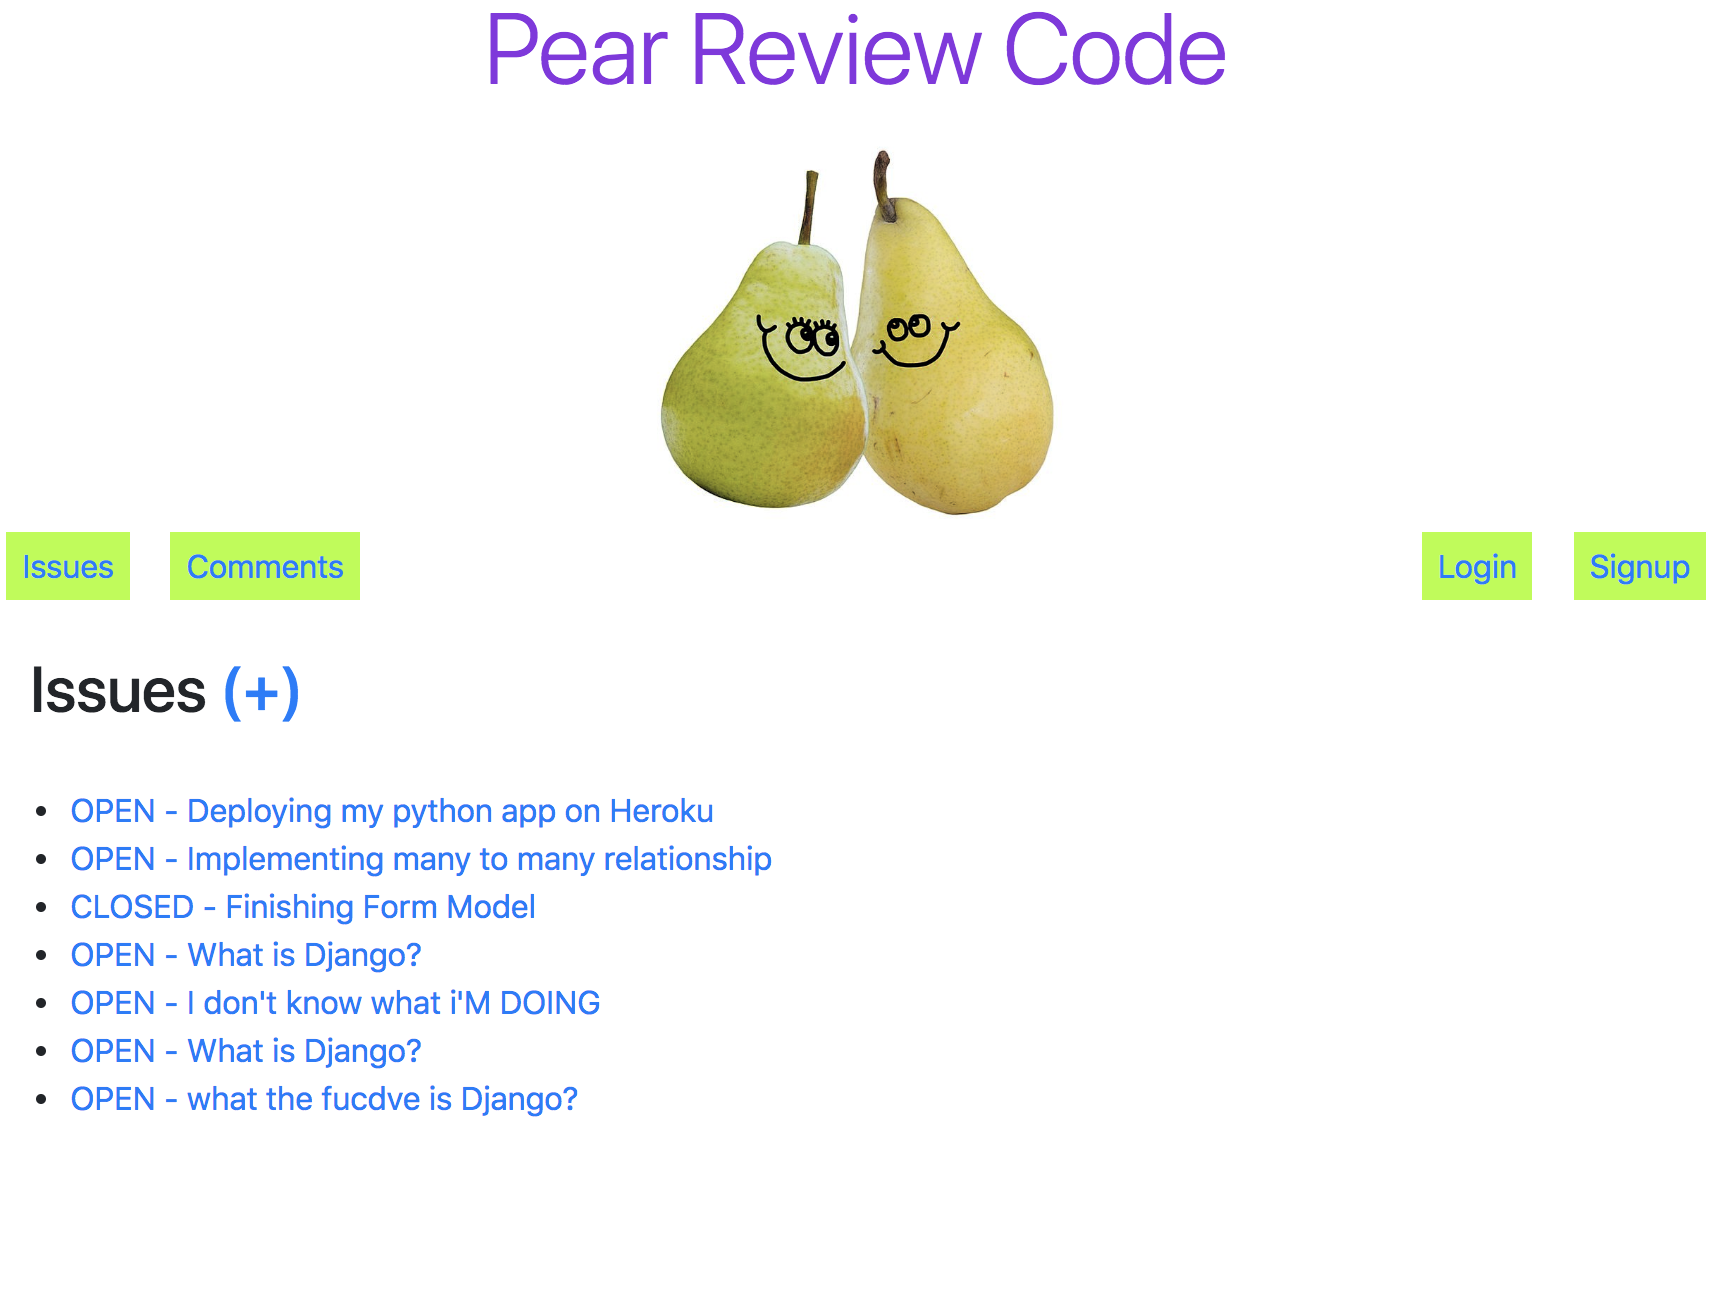 Pear Review Code
Issues Comments Login Signup
Issues (+)
OPEN - Deploying my python app on Heroku
OPEN - Implementing many to many relationship
CLOSED - Finishing Form Model
OPEN - What is Django?
OPEN - I don't know what i'M DOING
OPEN - What is Django?
OPEN - what the fucdve is Django?